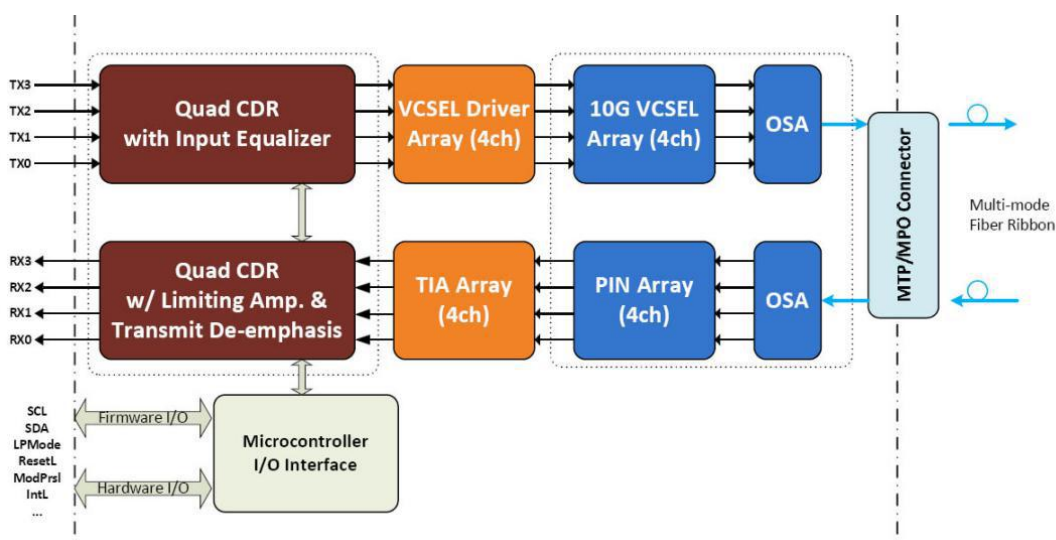 TX3
TX2
TX1
TX0
Quad CDR
with Input Equalizer
VCSEL Driver
Array (4ch)
10G VCSEL
Array (4ch)
OSA
MTP/MPO Connector
Multi-mode
Fiber Ribbon
RX3
RX2
RX1
RX0
Quad CDR
w/ Limiting Amp. &
Transmit De-emphasis
TIA Array
(4ch)
PIN Array
(4ch)
OSA
SCL
SDA
LPMode
ResetL
ModPrsl
IntL
...
Firmware I/O
Hardware I/O
Microcontroller
I/O Interface